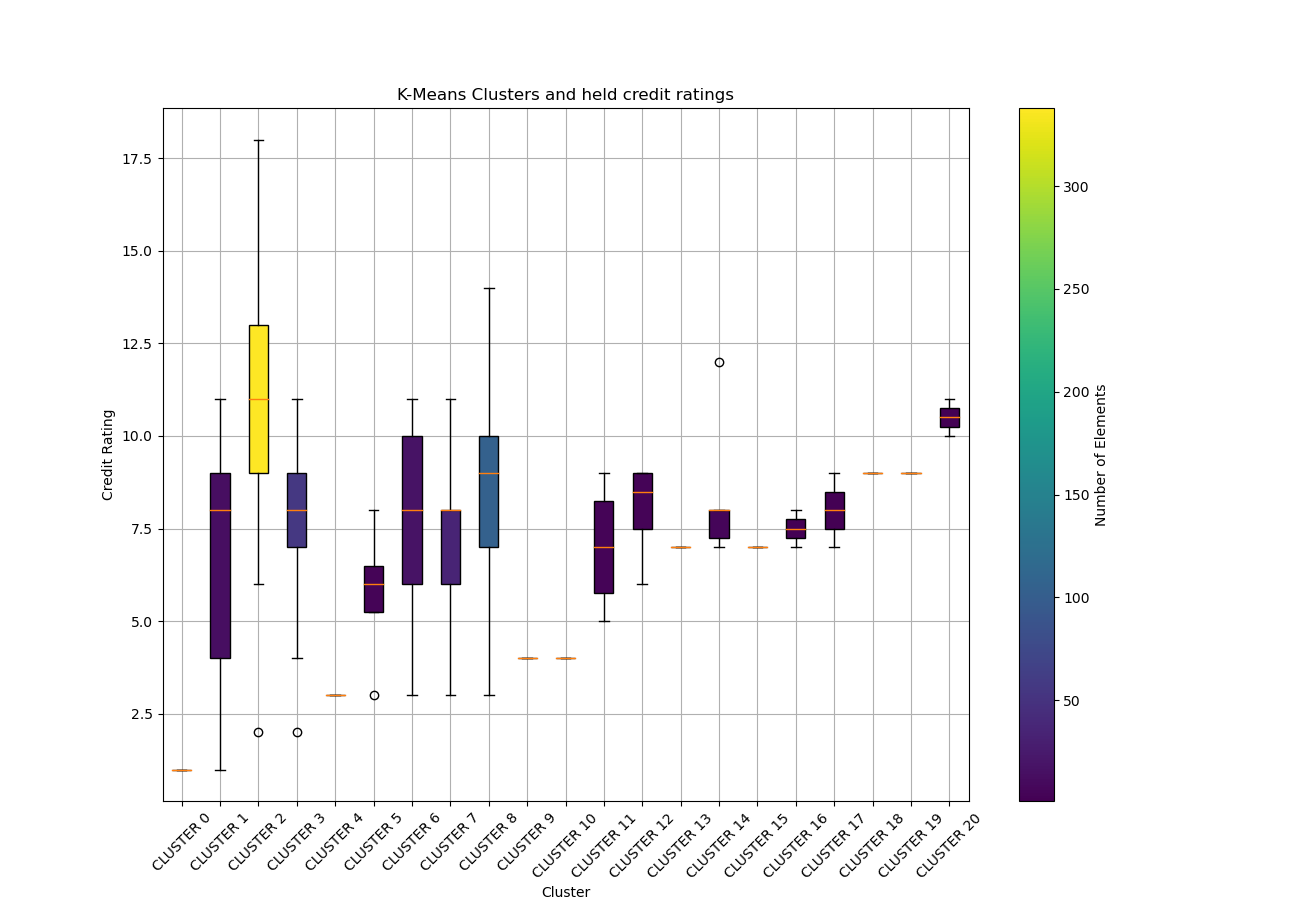 K-Means Clusters and held credit ratings
Credit Rating
17.5
15.0
12.5
10.0
7.5
5.0
2.5
CLUSTER 0
CLUSTER 1
CLUSTER 2
CLUSTER 3
CLUSTER 4
CLUSTER 5
CLUSTER 6
CLUSTER 7
CLUSTER 8
CLUSTER 9
CLUSTER 10
CLUSTER 11
CLUSTER 12
CLUSTER 13
CLUSTER 14
CLUSTER 15
CLUSTER 16
CLUSTER 17
CLUSTER 18
CLUSTER 19
CLUSTER 20
Cluster
300
250
200
150
100
50
Number of Elements